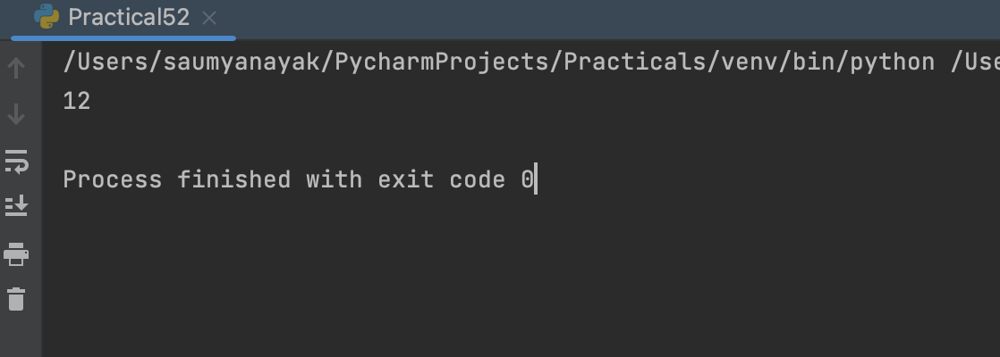 Practical52
/Users/saumyanayak/PycharmProjects/Practicals/venv/bin/python /Use
12
Process finished with exit code 0